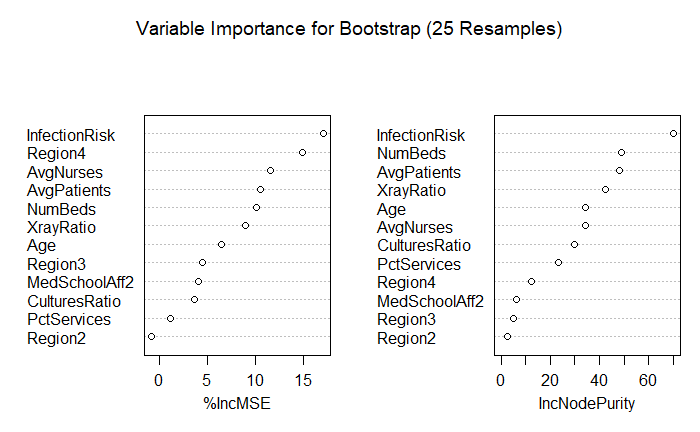 Variable Importance for Bootstrap (25 Resamples)
InfectionRisk
Region4
AvgNurses
AvgPatients
NumBeds
XrayRatio
Age
Region3
MedSchoolAff2
CulturesRatio
PctServices
Region2
0 5 10 15
%IncMSE
InfectionRisk
NumBeds
AvgPatients
XrayRatio
Age
AvgNurses
CulturesRatio
PctServices
Region4
MedSchoolAff2
Region3
Region2
0 20 40 60
IncNodePurity